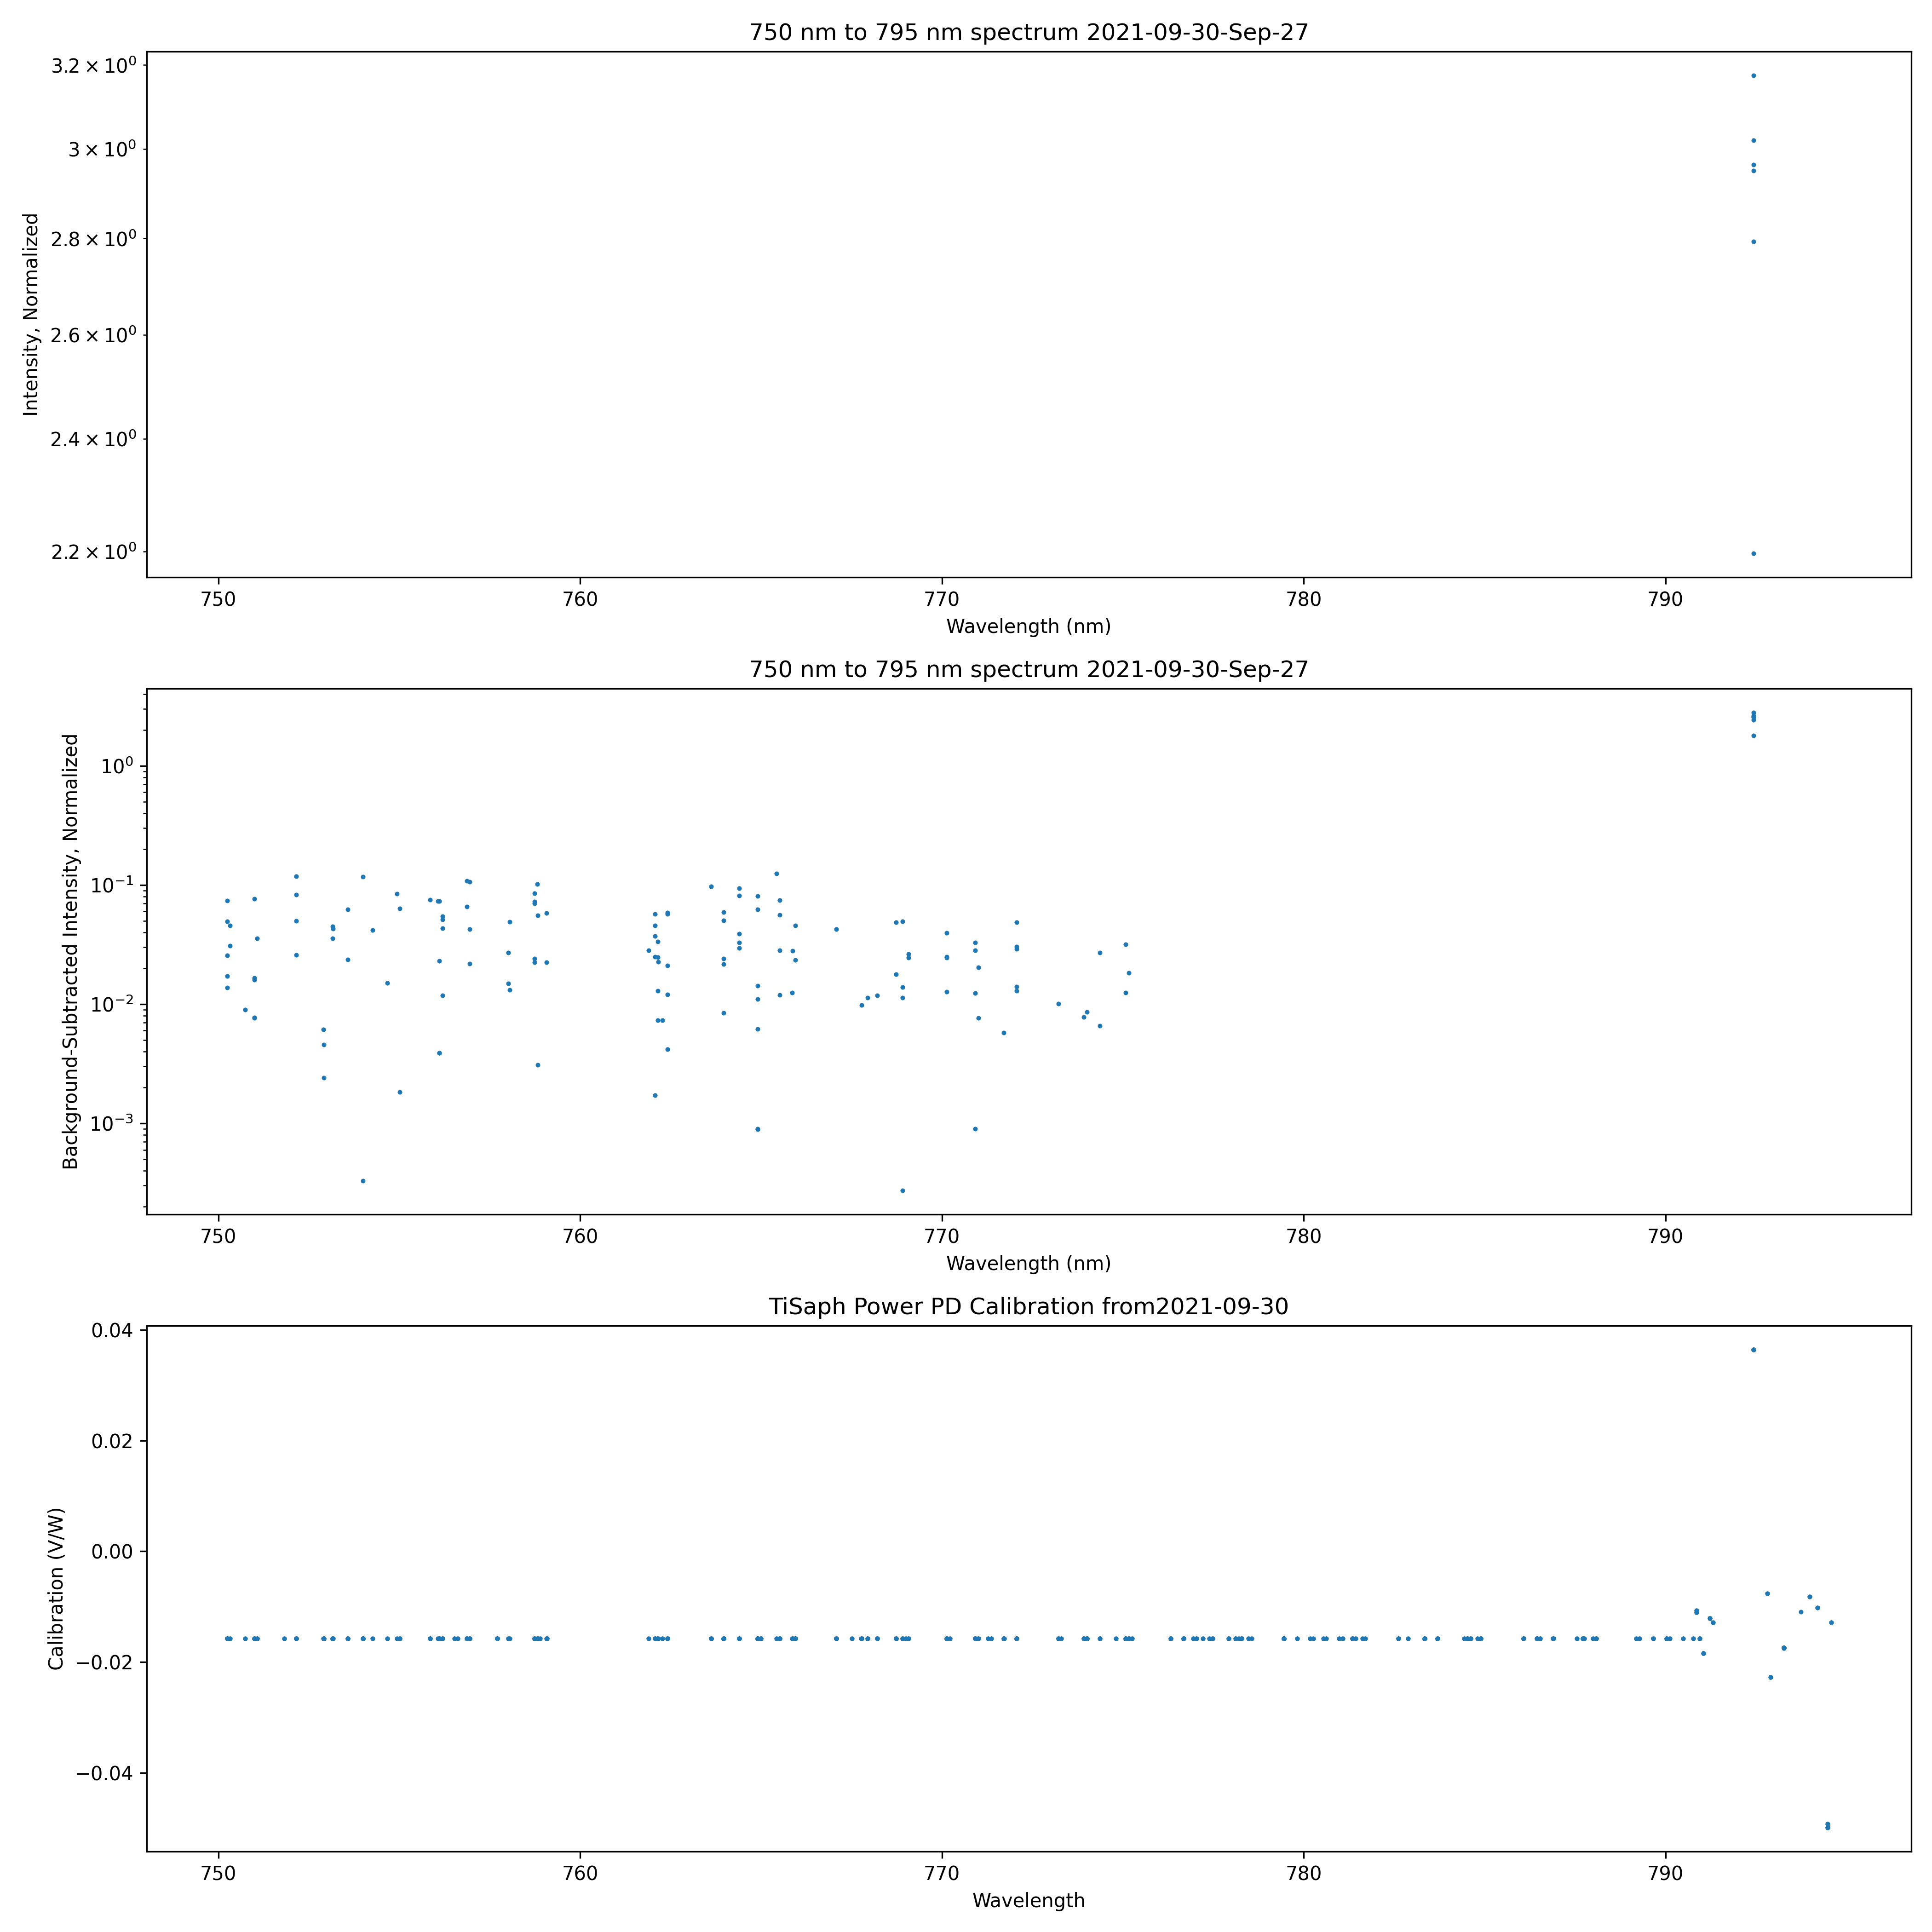 750 nm to 795 nm spectrum 2021-09-30-Sep-27
Intensity, Normalized
3.2 × 10⁰
3 × 10⁰
2.8 × 10⁰
2.6 × 10⁰
2.4 × 10⁰
2.2 × 10⁰
750 760 770 780 790
Wavelength (nm)
750 nm to 795 nm spectrum 2021-09-30-Sep-27
Background-Subtracted Intensity, Normalized
10⁰
10⁻¹
10⁻²
10⁻³
750 760 770 780 790
Wavelength (nm)
TiSaph Power PD Calibration from2021-09-30
Calibration (V/W)
0.04
0.02
0.00
−0.02
−0.04
750 760 770 780 790
Wavelength